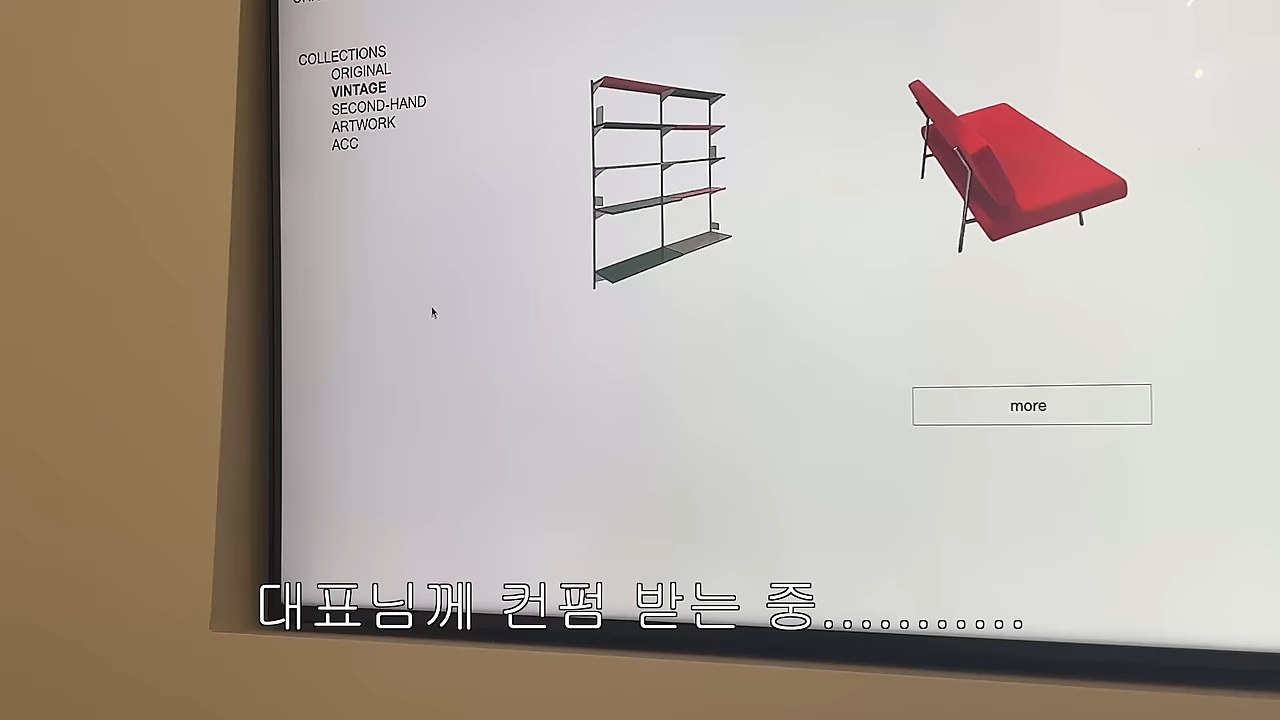 COLLECTIONS
ORIGINAL
VINTAGE
SECOND-HAND
ARTWORK
ACC
more
대표님께 컨펌 받는 중...........